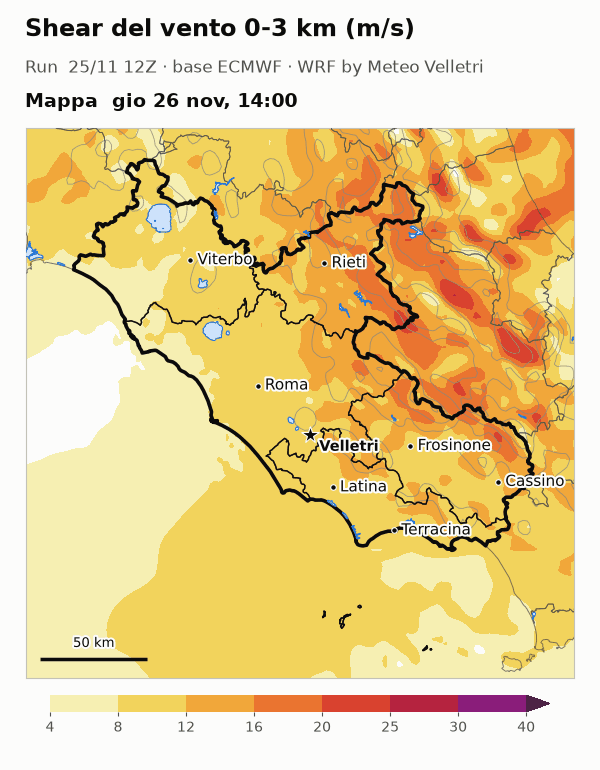 Shear del vento 0-3 km (m/s)
Run  25/11 12Z · base ECMWF · WRF by Meteo Velletri
Mappa  gio 26 nov, 14:00
Viterbo
Rieti
Roma
Velletri
Frosinone
Latina
Cassino
Terracina
50 km
4 8 12 16 20 25 30 40